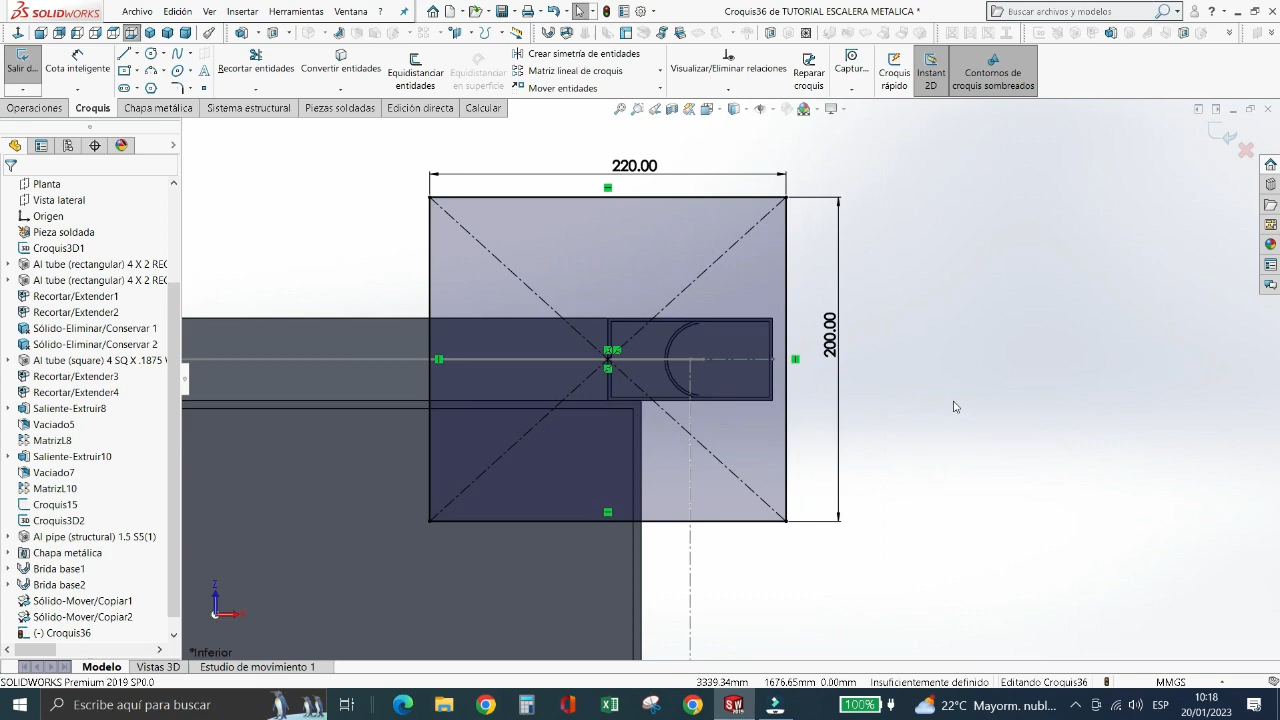 SOLIDWORKS
Archivo Edición Ver Insertar Herramientas Ventana ?
Croquis36 de TUTORIAL ESCALERA METALICA *
Buscar archivos y modelos
Salir d...
Cota inteligente
Recortar entidades
Convertir entidades
Equidistanciar entidades
Equidistanciar en superficie
Crear simetría de entidades
Matriz lineal de croquis
Mover entidades
Visualizar/Eliminar relaciones
Reparar croquis
Captur...
Croquis rápido
Instant 2D
Contornos de croquis sombreados
Operaciones
Croquis
Chapa metálica
Sistema estructural
Piezas soldadas
Edición directa
Calcular
Planta
Vista lateral
Origen
Pieza soldada
Croquis3D1
Al tube (rectangular) 4 X 2 REC
Al tube (rectangular) 4 X 2 REC
Recortar/Extender1
Recortar/Extender2
Sólido-Eliminar/Conservar 1
Sólido-Eliminar/Conservar 2
Al tube (square) 4 SQ X .1875 W
Recortar/Extender3
Recortar/Extender4
Saliente-Extruir8
Vaciado5
MatrizL8
Saliente-Extruir10
Vaciado7
MatrizL10
Croquis15
Croquis3D2
Al pipe (structural) 1.5 S5(1)
Chapa metálica
Brida base1
Brida base2
Sólido-Mover/Copiar1
Sólido-Mover/Copiar2
(-) Croquis36
220.00
200.00
Z
*Inferior
Modelo
Vistas 3D
Estudio de movimiento 1
SOLIDWORKS Premium 2019 SP0.0
3339.34mm 1676.65mm 0.00mm Insuficientemente definido Editando Croquis36 MMGS
Escribe aquí para buscar
100%
22°C Mayorm. nubl...
ESP
10:18
20/01/2023